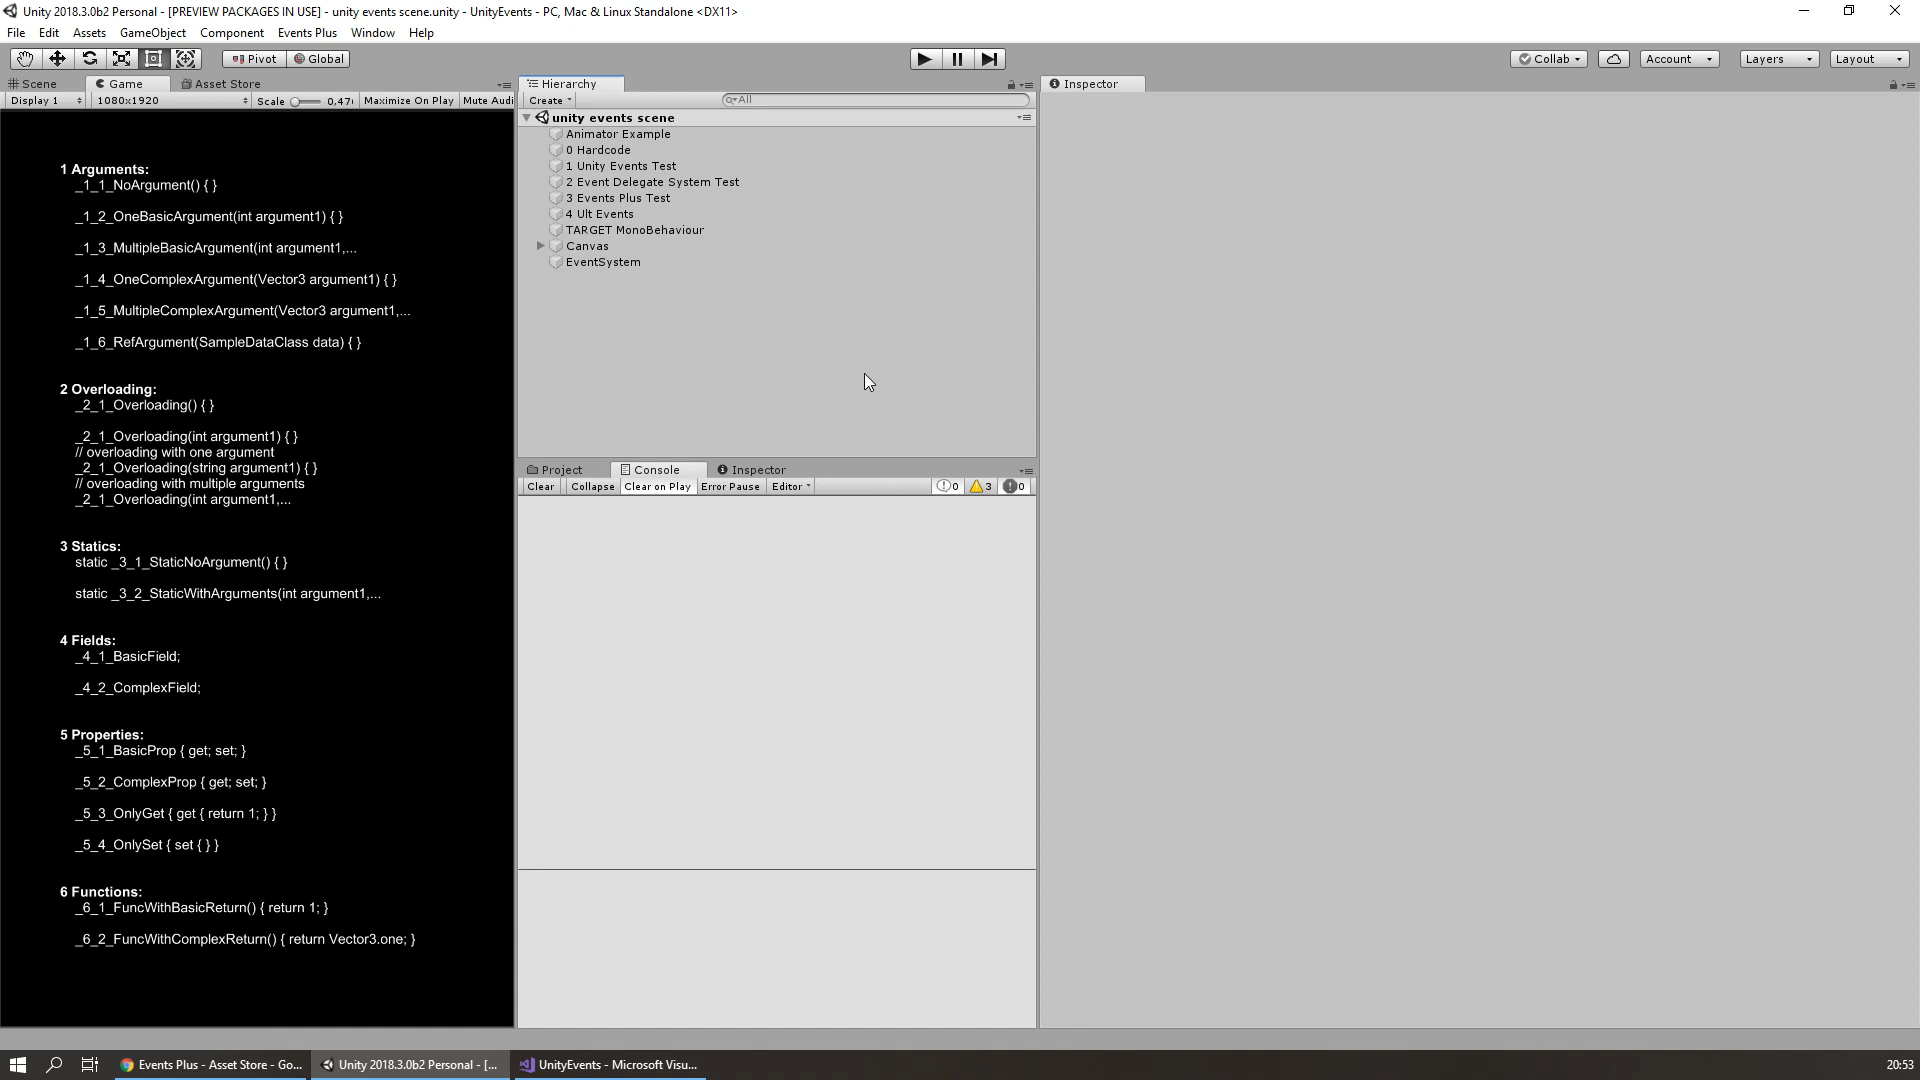 Unity 2018.3.0b2 Personal - [PREVIEW PACKAGES IN USE] - unity events scene.unity - UnityEvents - PC, Mac & Linux Standalone <DX11>
File Edit Assets GameObject Component Events Plus Window Help
Pivot Global Collab Account Layers Layout
Scene Game Asset Store
Display 1 1080x1920 Scale 0,47 Maximize On Play Mute Audi
1 Arguments:
_1_1_NoArgument() { }
_1_2_OneBasicArgument(int argument1) { }
_1_3_MultipleBasicArgument(int argument1,...
_1_4_OneComplexArgument(Vector3 argument1) { }
_1_5_MultipleComplexArgument(Vector3 argument1,...
_1_6_RefArgument(SampleDataClass data) { }
2 Overloading:
_2_1_Overloading() { }
_2_1_Overloading(int argument1) { }
// overloading with one argument
_2_1_Overloading(string argument1) { }
// overloading with multiple arguments
_2_1_Overloading(int argument1,...
3 Statics:
static _3_1_StaticNoArgument() { }
static _3_2_StaticWithArguments(int argument1,...
4 Fields:
_4_1_BasicField;
_4_2_ComplexField;
5 Properties:
_5_1_BasicProp { get; set; }
_5_2_ComplexProp { get; set; }
_5_3_OnlyGet { get { return 1; } }
_5_4_OnlySet { set { } }
6 Functions:
_6_1_FuncWithBasicReturn() { return 1; }
_6_2_FuncWithComplexReturn() { return Vector3.one; }
Hierarchy
Create All
unity events scene
Animator Example
0 Hardcode
1 Unity Events Test
2 Event Delegate System Test
3 Events Plus Test
4 Ult Events
TARGET MonoBehaviour
Canvas
EventSystem
Project Console Inspector
Clear Collapse Clear on Play Error Pause Editor 0 3 0
Inspector
Events Plus - Asset Store - Go... Unity 2018.3.0b2 Personal - [... UnityEvents - Microsoft Visu... 20:53